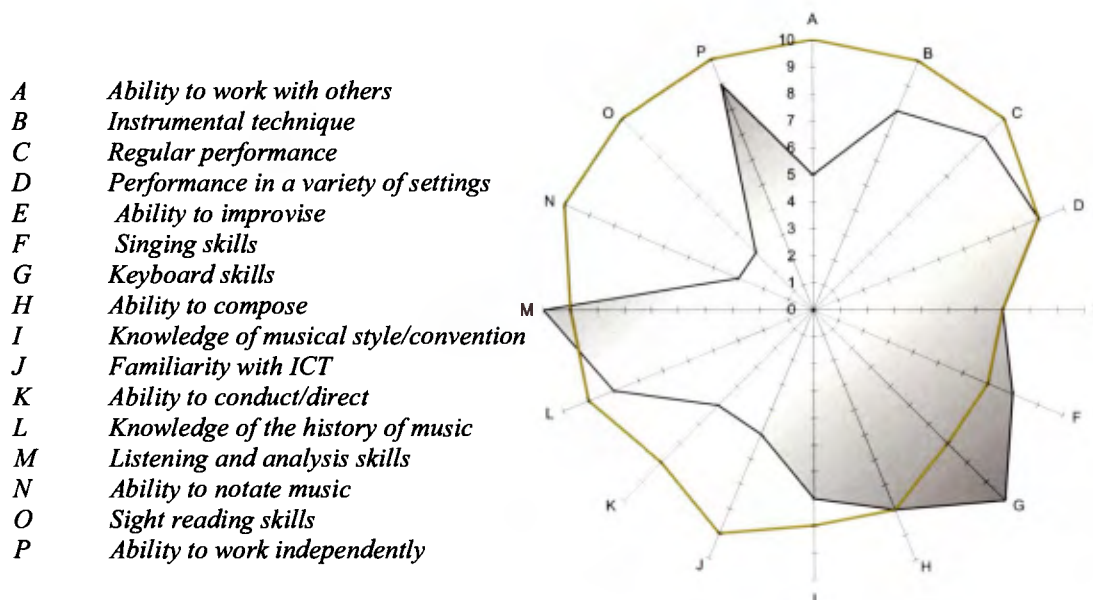 A Ability to work with others
B Instrumental technique
C Regular performance
D Performance in a variety of settings
E Ability to improvise
F Singing skills
G Keyboard skills
H Ability to compose
I Knowledge of musical style/convention
J Familiarity with ICT
K Ability to conduct/direct
L Knowledge of the history of music
M Listening and analysis skills
N Ability to notate music
O Sight reading skills
P Ability to work independently
A
B
C
D
F
G
H
J
K
L
M
N
O
P
10
9
8
7
6
5
4
3
2
1
0